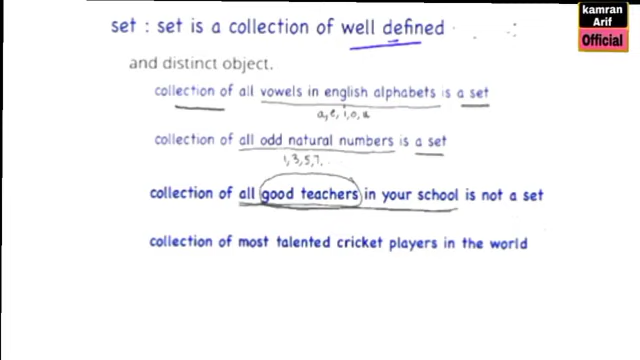 set : set is a collection of well defined
kamran
Arif
Official
and distinct object.
collection of all vowels in english alphabets is a set
a, e, i, o, u
collection of all odd natural numbers is a set
1, 3, 5, 7, . . .
collection of all good teachers in your school is not a set
collection of most talented cricket players in the world